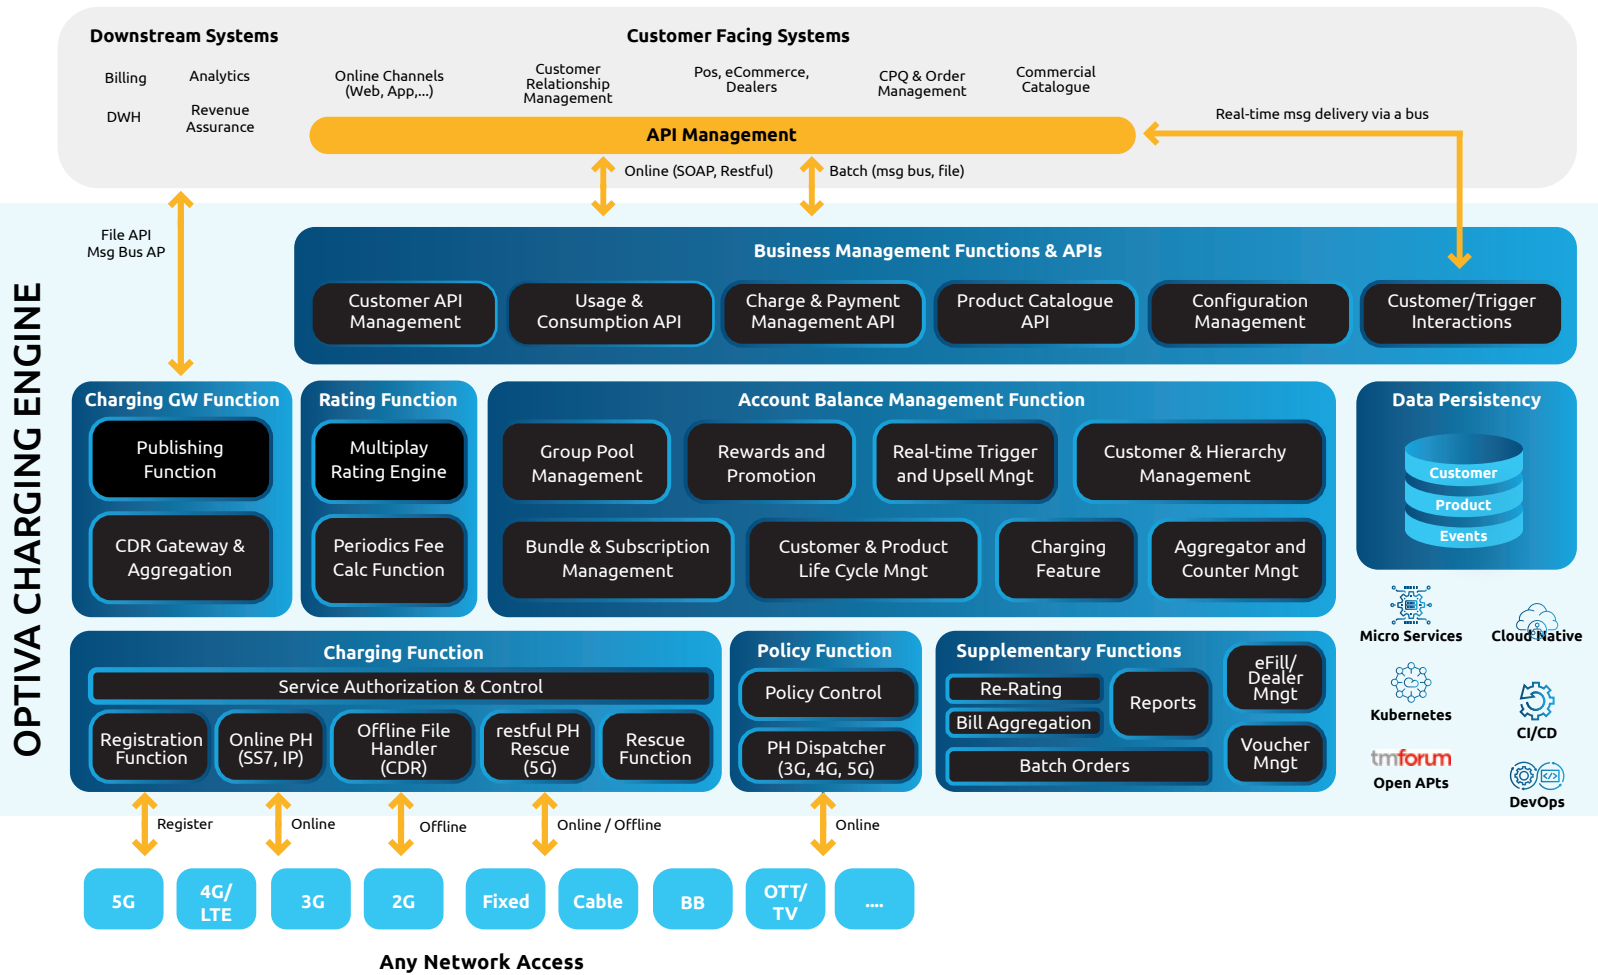 Downstream Systems
Billing
Analytics
DWH
Revenue
Assurance
Customer Facing Systems
Online Channels
(Web, App,...)
Customer
Relationship
Management
Pos, eCommerce,
Dealers
CPQ & Order
Management
Commercial
Catalogue
API Management
Real-time msg delivery via a bus
Online (SOAP, Restful)
Batch (msg bus, file)
File API
Msg Bus AP
OPTIVA CHARGING ENGINE
Business Management Functions & APIs
Customer API
Management
Usage &
Consumption API
Charge & Payment
Management API
Product Catalogue
API
Configuration
Management
Customer/Trigger
Interactions
Charging GW Function
Publishing
Function
CDR Gateway &
Aggregation
Rating Function
Multiplay
Rating Engine
Periodics Fee
Calc Function
Account Balance Management Function
Group Pool
Management
Rewards and
Promotion
Real-time Trigger
and Upsell Mngt
Customer & Hierarchy
Management
Bundle & Subscription
Management
Customer & Product
Life Cycle Mngt
Charging
Feature
Aggregator and
Counter Mngt
Data Persistency
Customer
Product
Events
Charging Function
Service Authorization & Control
Registration
Function
Online PH
(SS7, IP)
Offline File
Handler
(CDR)
restful PH
Rescue
(5G)
Rescue
Function
Policy Function
Policy Control
PH Dispatcher
(3G, 4G, 5G)
Supplementary Functions
Re-Rating
Bill Aggregation
Batch Orders
Reports
eFill/
Dealer
Mngt
Voucher
Mngt
Micro Services
Cloud Native
Kubernetes
CI/CD
tmforum
Open APts
DevOps
Register
Online
Offline
Online / Offline
Online
5G
4G/
LTE
3G
2G
Fixed
Cable
BB
OTT/
TV
....
Any Network Access